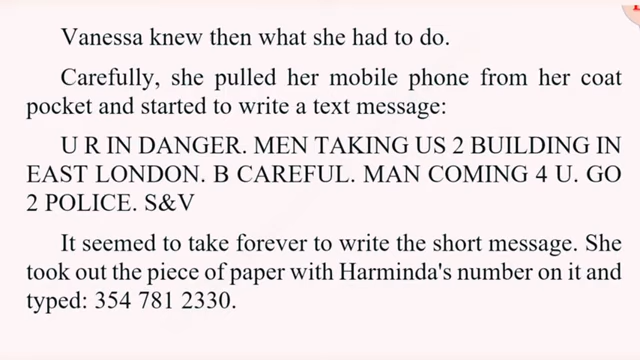 Vanessa knew then what she had to do.
Carefully, she pulled her mobile phone from her coat
pocket and started to write a text message:
U R IN DANGER. MEN TAKING US 2 BUILDING IN
EAST LONDON. B CAREFUL. MAN COMING 4 U. GO
2 POLICE. S&V
It seemed to take forever to write the short message. She
took out the piece of paper with Harminda's number on it and
typed: 354 781 2330.